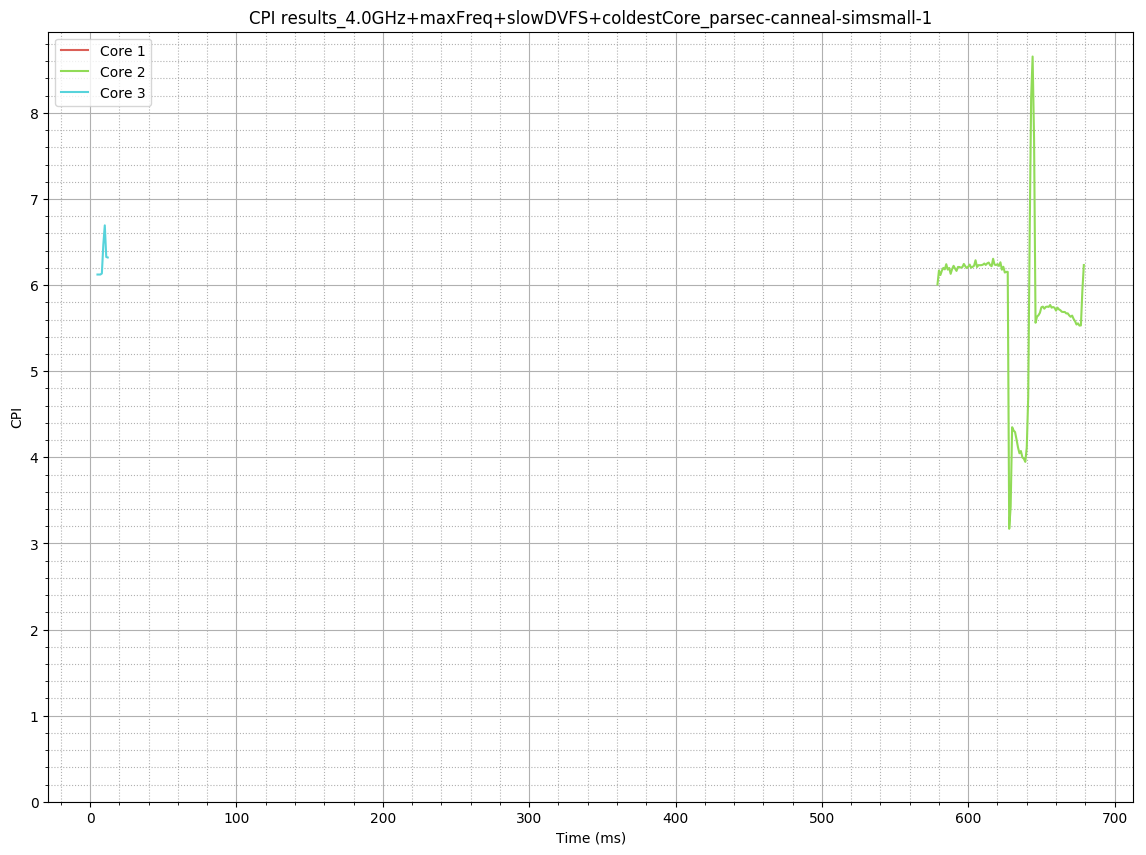 CPI results_4.0GHz+maxFreq+slowDVFS+coldestCore_parsec-canneal-simsmall-1
Core 1
Core 2
Core 3
8
7
6
5
4
3
2
1
0
CPI
0 100 200 300 400 500 600 700
Time (ms)